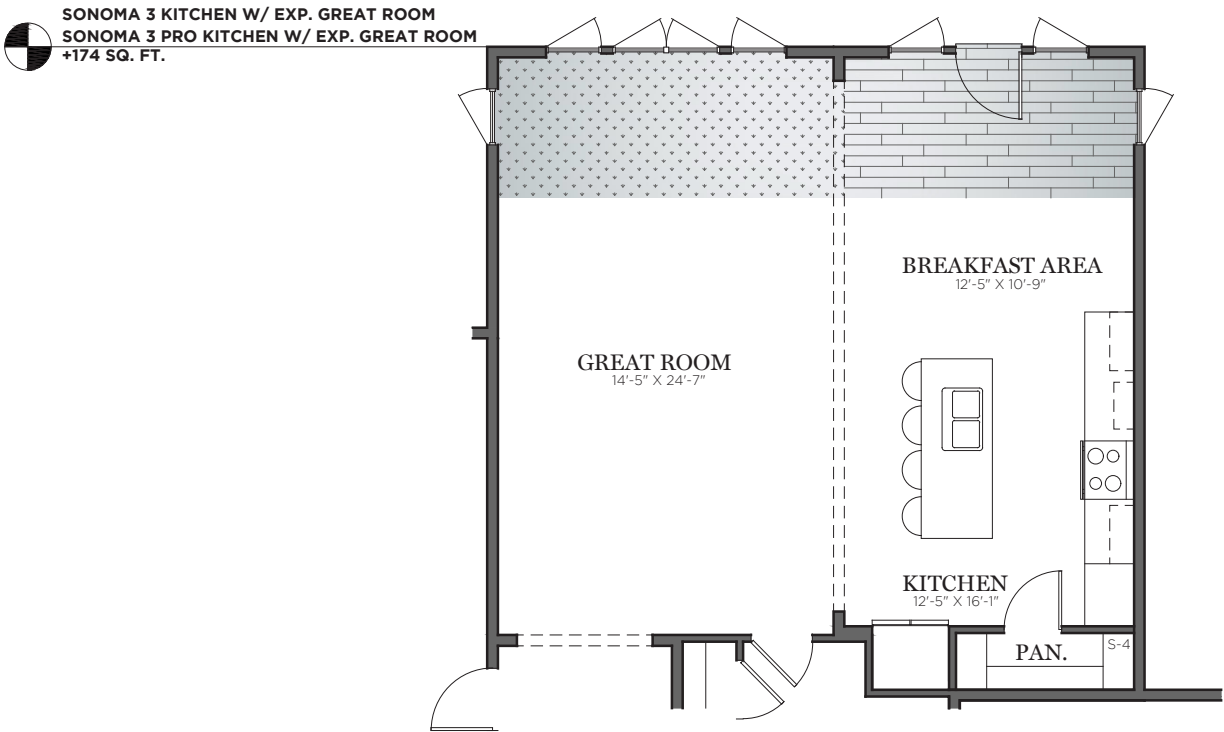 SONOMA 3 KITCHEN W/ EXP. GREAT ROOM
SONOMA 3 PRO KITCHEN W/ EXP. GREAT ROOM
+174 SQ. FT.
BREAKFAST AREA
12'-5" X 10'-9"
GREAT ROOM
14'-5" X 24'-7"
KITCHEN
12'-5" X 16'-1"
PAN.
S-4